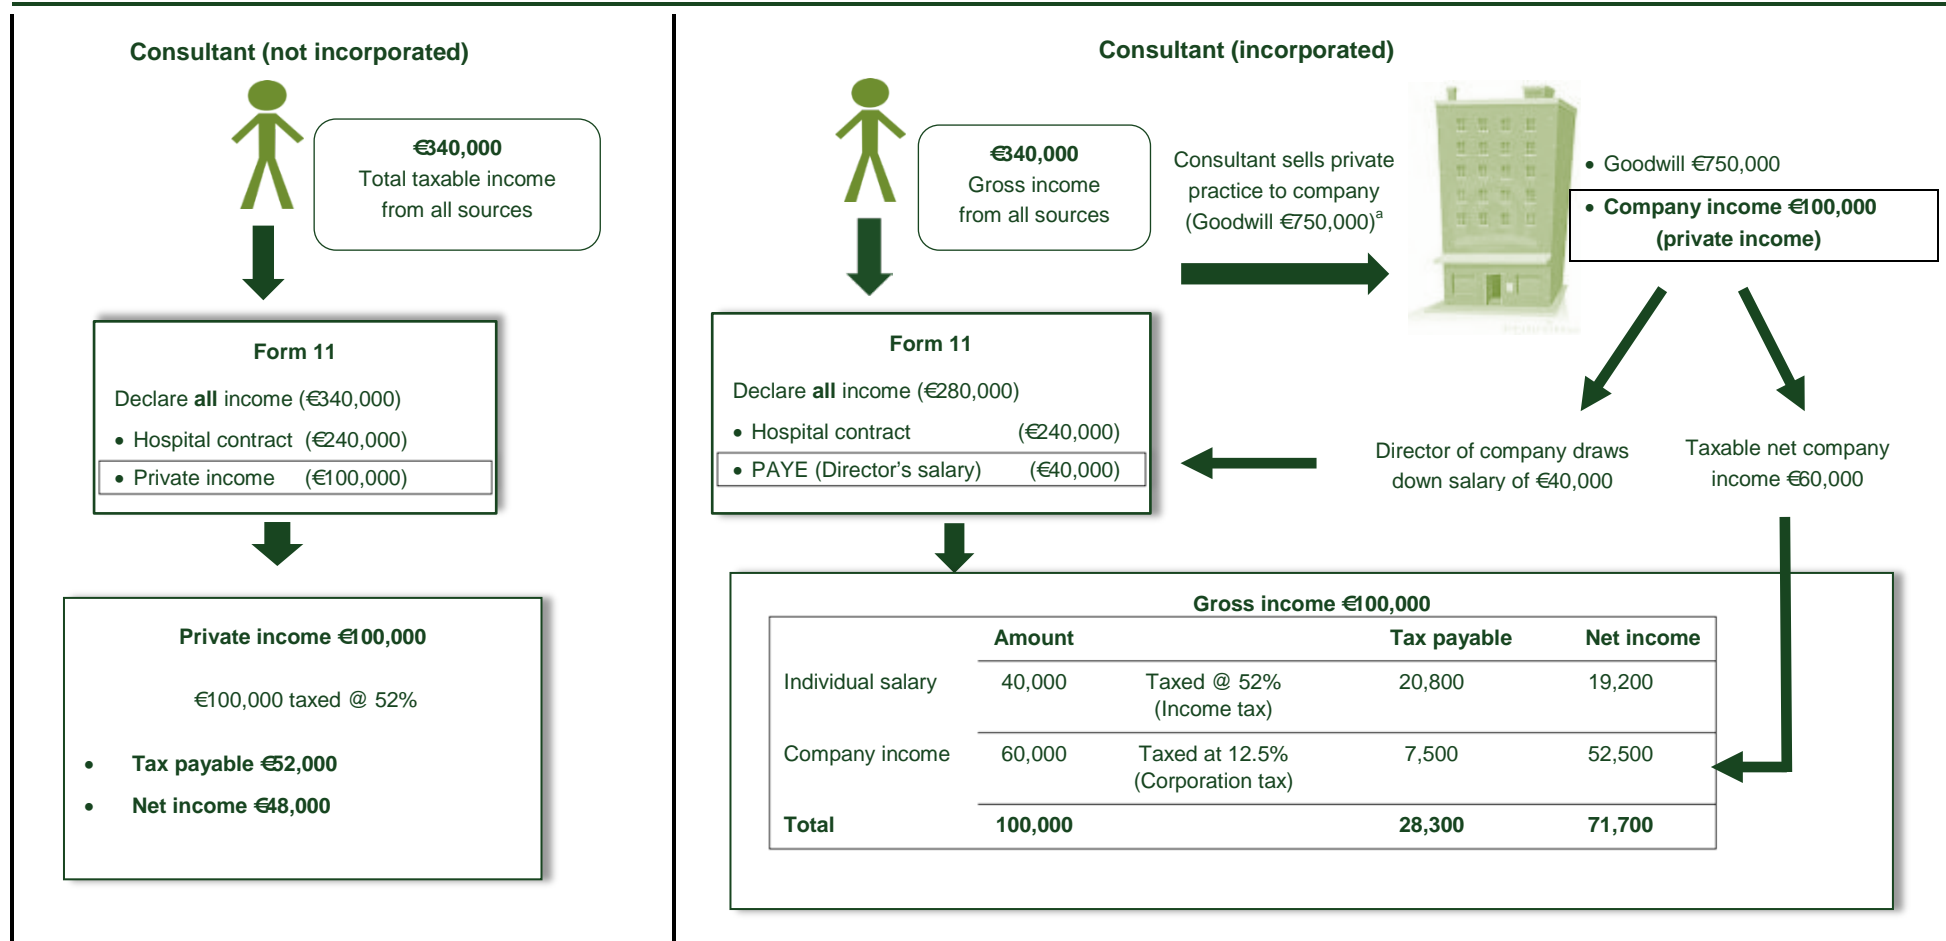 Consultant (not incorporated)
€340,000
Total taxable income
from all sources
Form 11
Declare all income (€340,000)
• Hospital contract (€240,000)
• Private income (€100,000)
Private income €100,000
€100,000 taxed @ 52%
• Tax payable €52,000
• Net income €48,000
Consultant (incorporated)
€340,000
Gross income
from all sources
Consultant sells private
practice to company
(Goodwill €750,000)a
• Goodwill €750,000
• Company income €100,000
(private income)
Form 11
Declare all income (€280,000)
• Hospital contract (€240,000)
• PAYE (Director's salary) (€40,000)
Director of company draws
down salary of €40,000
Taxable net company
income €60,000
Gross income €100,000
Amount Tax payable Net income
Individual salary 40,000 Taxed @ 52% 20,800 19,200
(Income tax)
Company income 60,000 Taxed at 12.5% 7,500 52,500
(Corporation tax)
Total 100,000 28,300 71,700